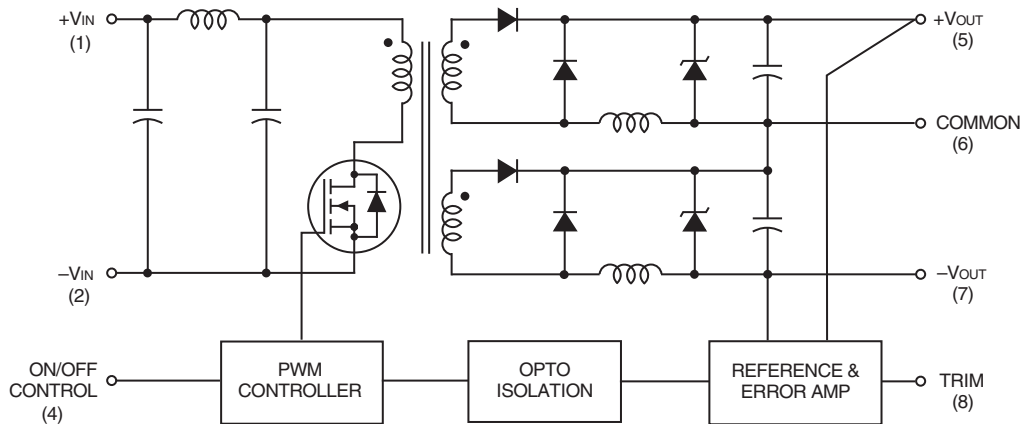 +VIN
(1)
+VOUT
(5)
COMMON
(6)
−VIN
(2)
−VOUT
(7)
ON/OFF
CONTROL
(4)
PWM
CONTROLLER
OPTO
ISOLATION
REFERENCE &
ERROR AMP
TRIM
(8)